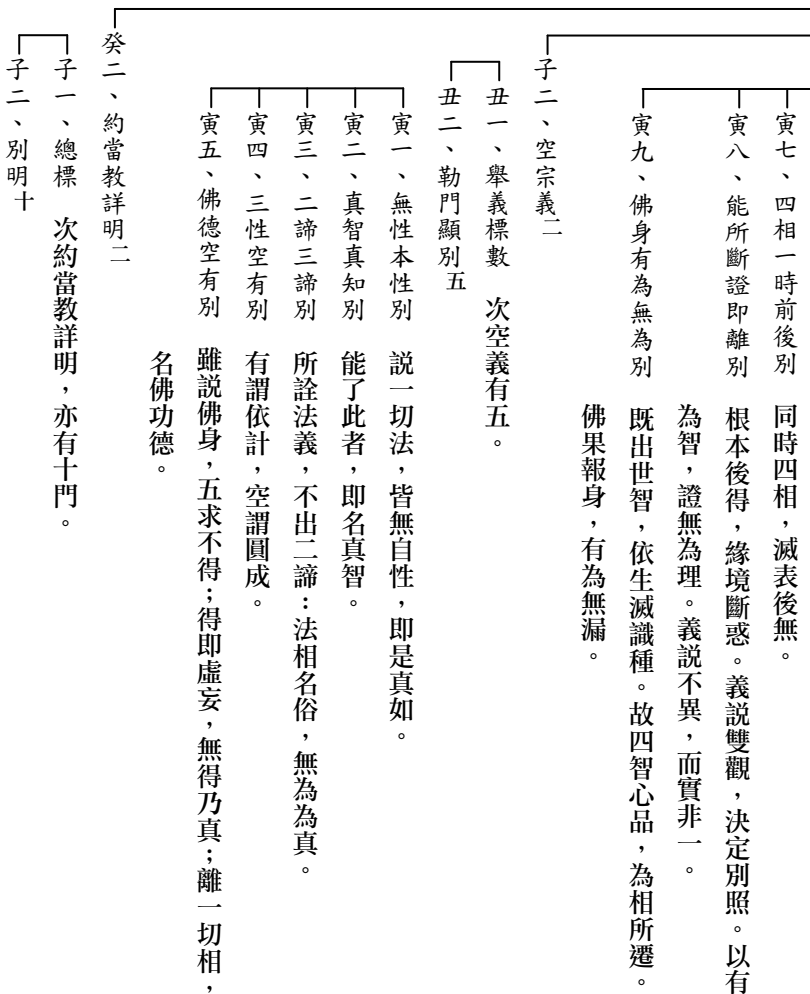 寅七、四相一時前後別　同時四相，滅表後無。
寅八、能所斷證即離別　根本後得，緣境斷惑。義說雙觀，決定別照。以有
為智，證無為理。義說不異，而實非一。
寅九、佛身有為無為別　既出世智，依生滅識種。故四智心品，為相所遷。
佛果報身，有為無漏。
子二、空宗義二
丑一、舉義標數　次空義有五。
丑二、勒門顯別五
寅一、無性本性別　說一切法，皆無自性，即是真如。
寅二、真智真知別　能了此者，即名真智。
寅三、二諦三諦別　所詮法義，不出二諦：法相名俗，無為為真。
寅四、三性空有別　有謂依計，空謂圓成。
寅五、佛德空有別　雖說佛身，五求不得；得即虛妄，無得乃真；離一切相，
名佛功德。
癸二、約當教詳明二
子一、總標　次約當教詳明，亦有十門。
子二、別明十